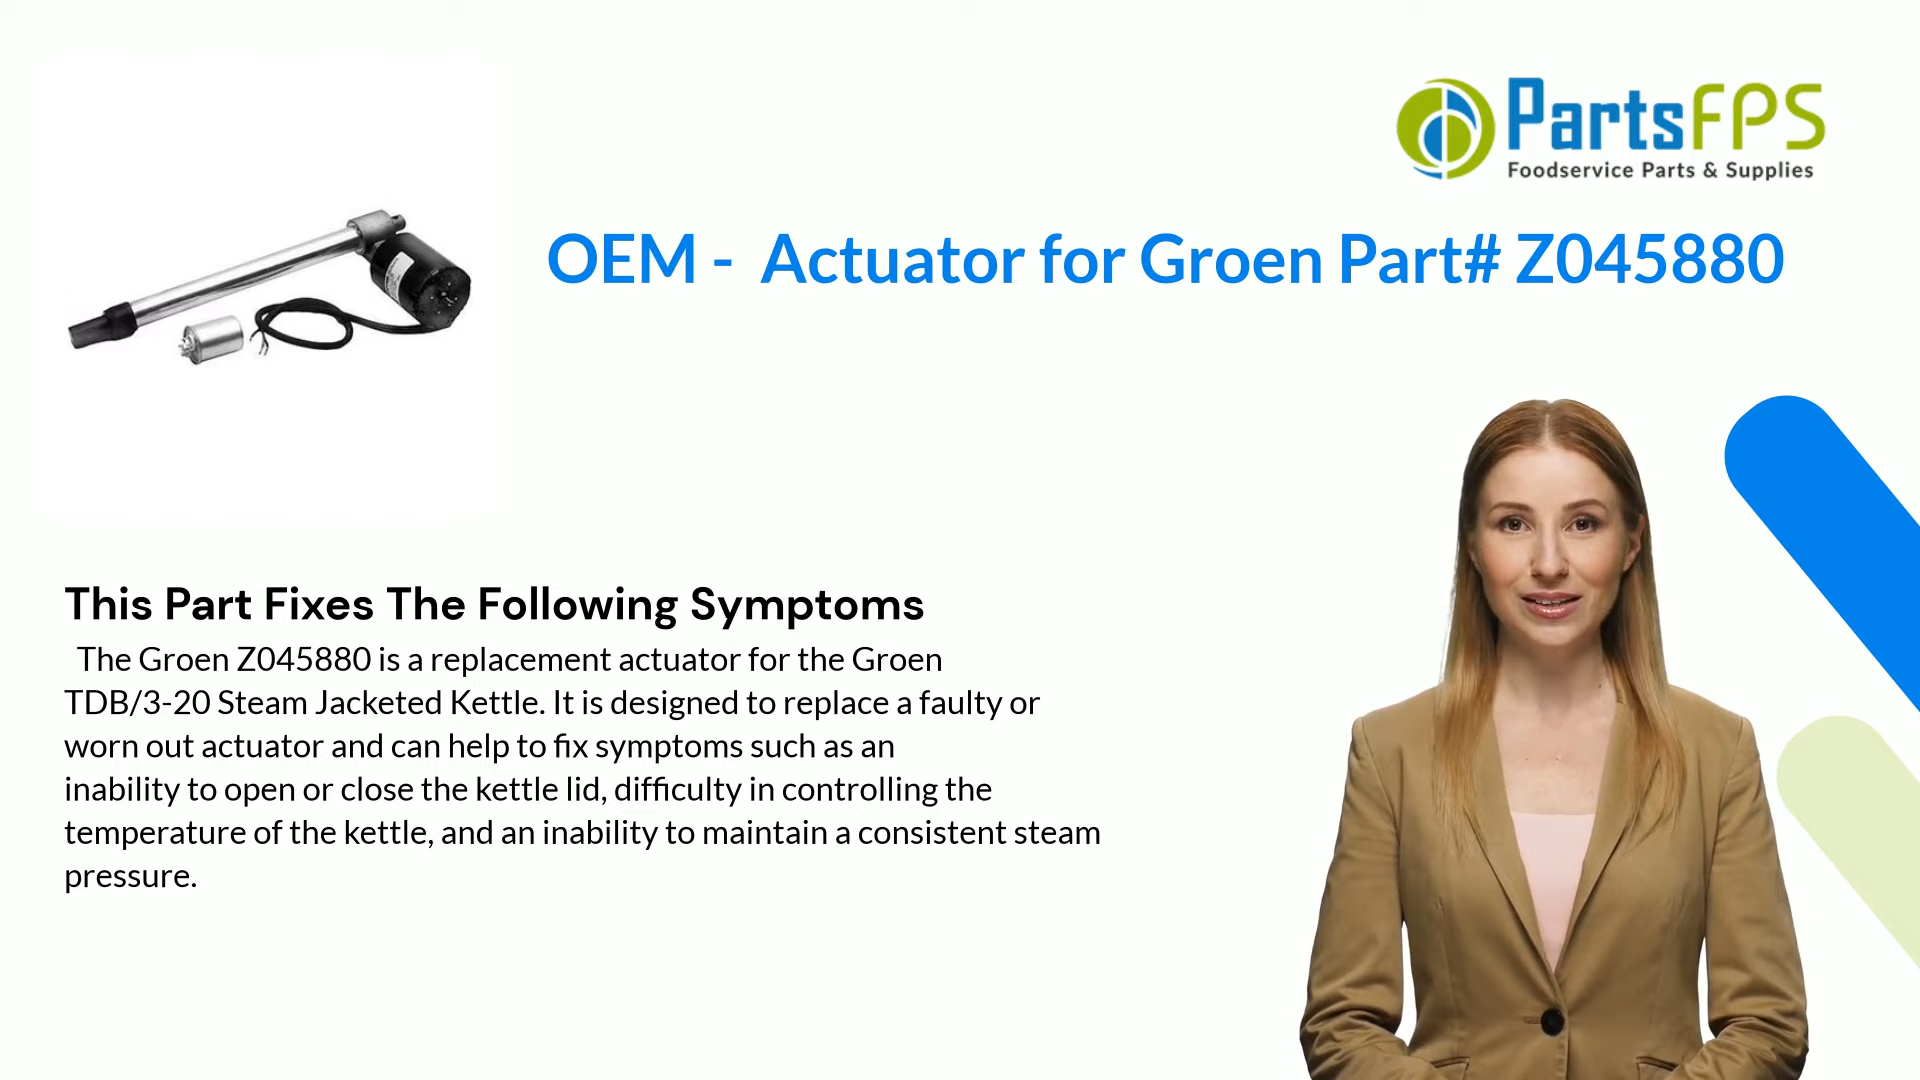 PartsFPS
Foodservice Parts & Supplies
OEM - Actuator for Groen Part# Z045880
This Part Fixes The Following Symptoms
The Groen Z045880 is a replacement actuator for the Groen
TDB/3-20 Steam Jacketed Kettle. It is designed to replace a faulty or
worn out actuator and can help to fix symptoms such as an
inability to open or close the kettle lid, difficulty in controlling the
temperature of the kettle, and an inability to maintain a consistent steam
pressure.